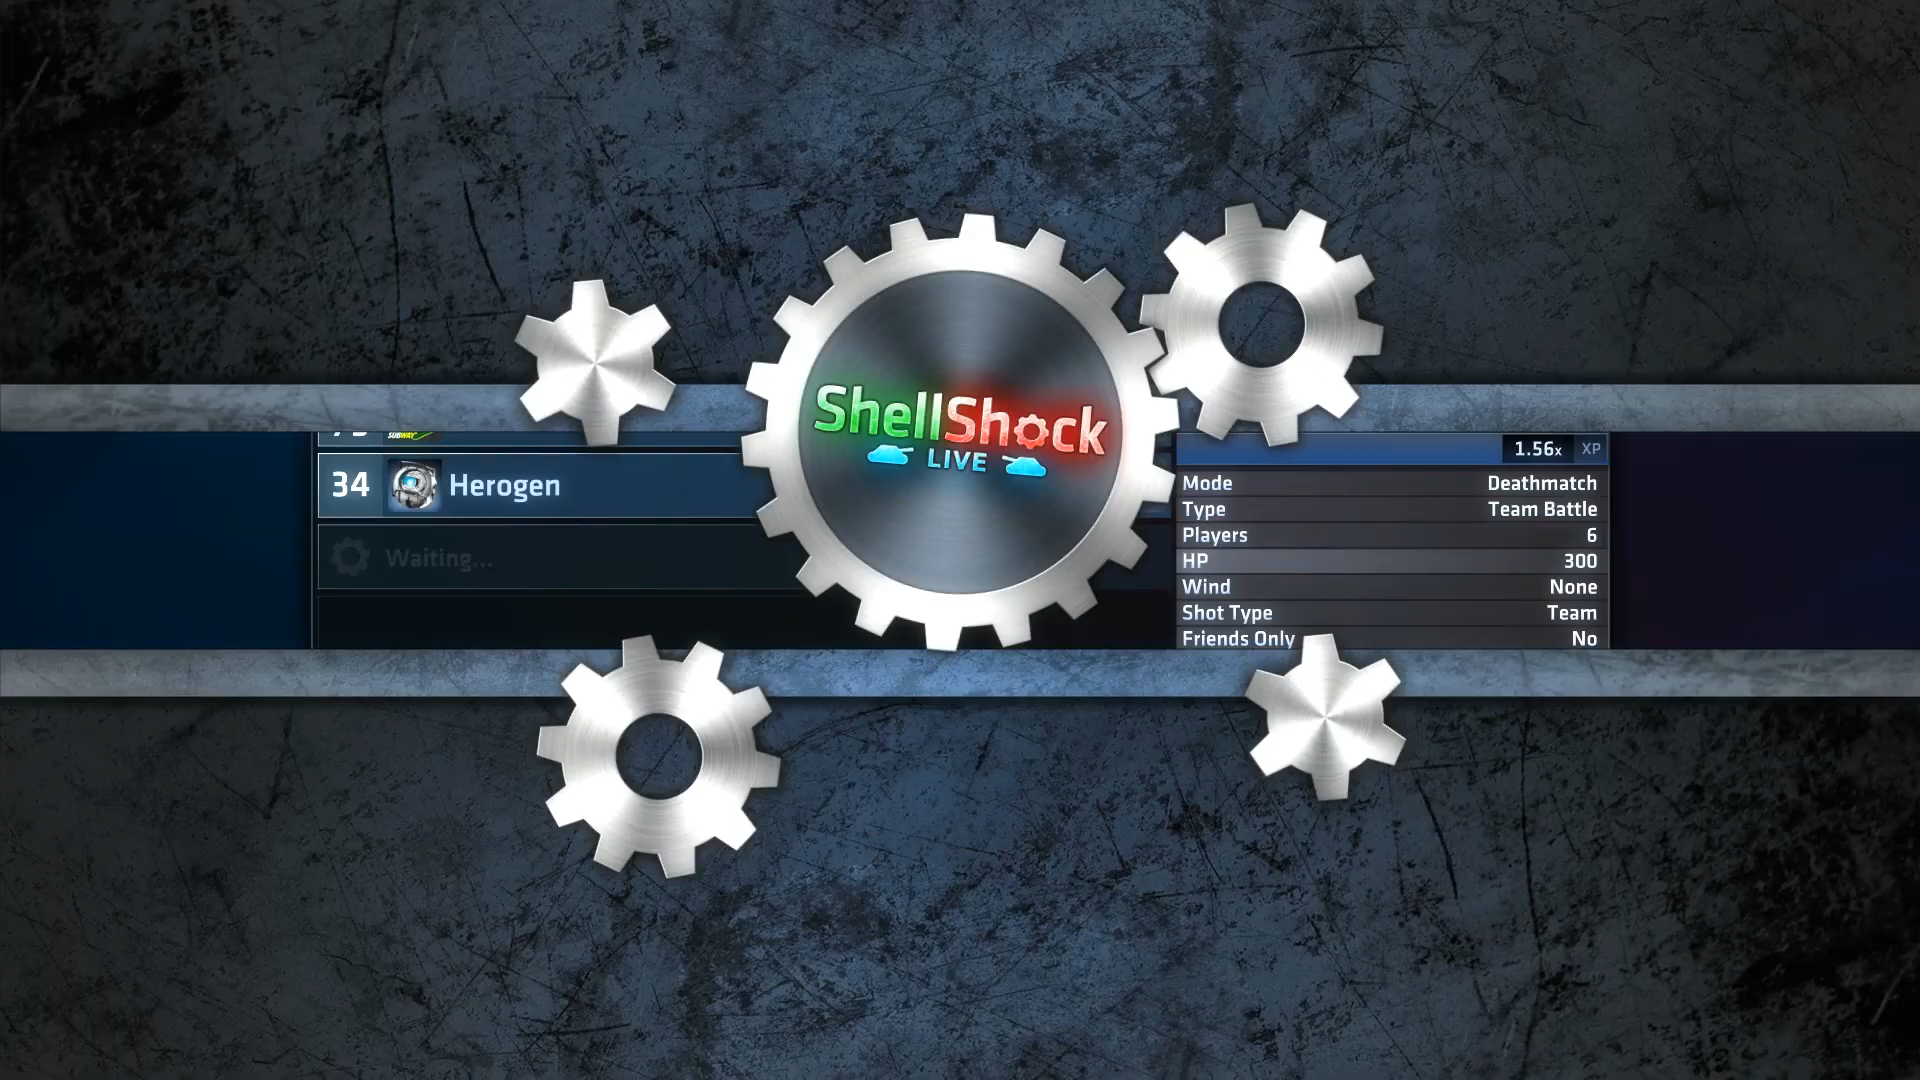 ShellShock
LIVE
SUBWAY
34 Herogen
Waiting...
1.56x XP
Mode Deathmatch
Type Team Battle
Players 6
HP 300
Wind None
Shot Type Team
Friends Only No